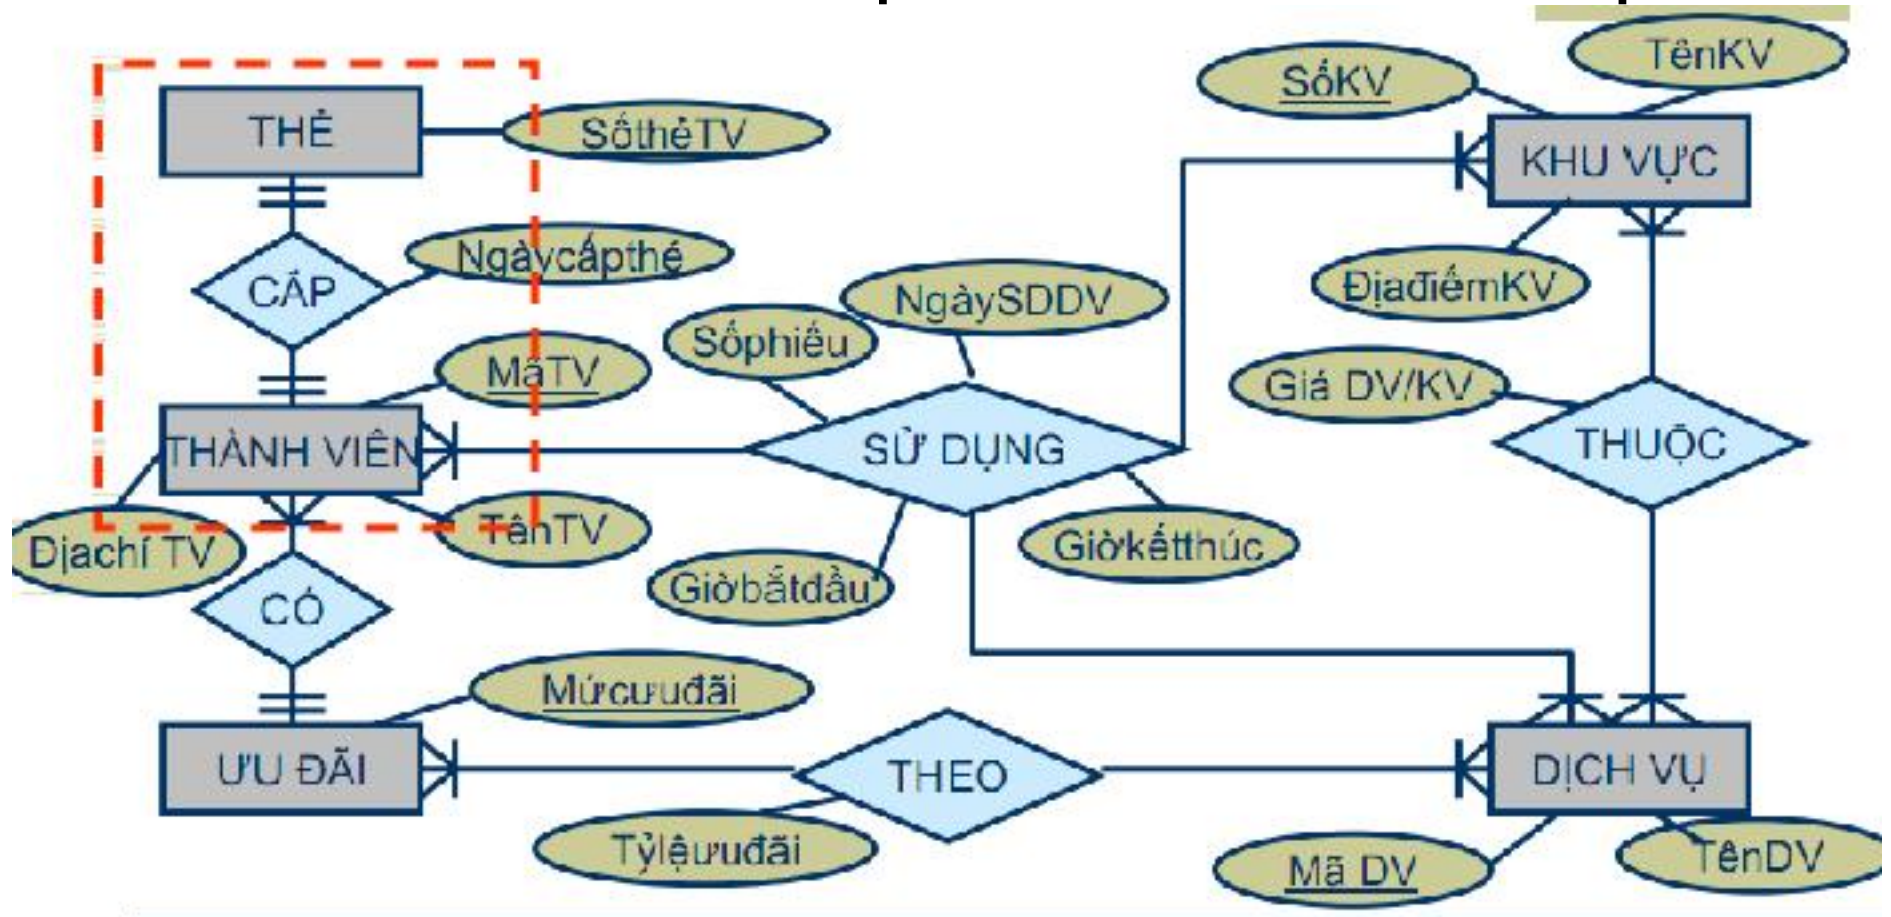 TênKV
SốKV
THẺ
SốthẻTV
KHU VỰC
Ngàycấpthẻ
CẤP
NgàySDDV
ĐịađiểmKV
Sốphiếu
MãTV
Giá DV/KV
THÀNH VIÊN
SỬ DỤNG
THUỘC
TênTV
Địachỉ TV
Giờkếtthúc
Giờbắtđầu
CÓ
Mứcưuđãi
ƯU ĐÃI
THEO
DỊCH VỤ
Tỷlệưuđãi
Mã DV
TênDV